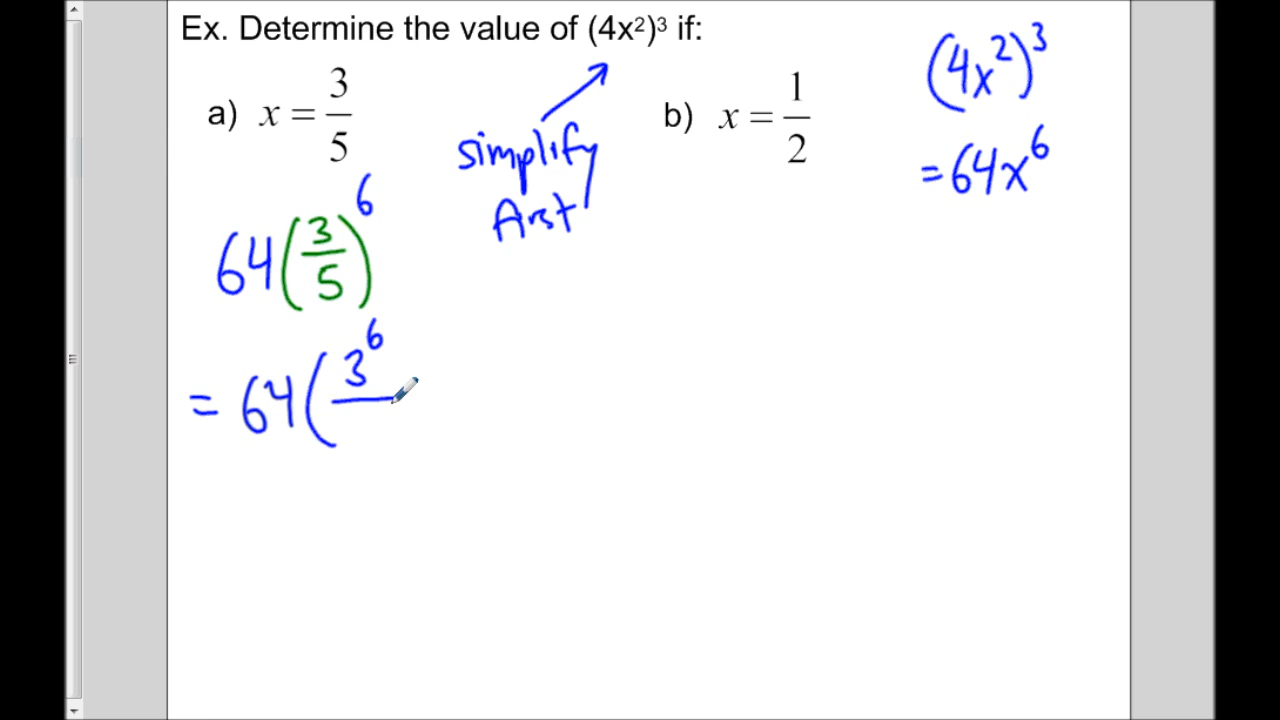 Ex. Determine the value of (4x²)³ if:
a) x = 3/5
b) x = 1/2
simplify
first
(4x²)³
= 64x⁶
64(3/5)⁶
= 64(3⁶